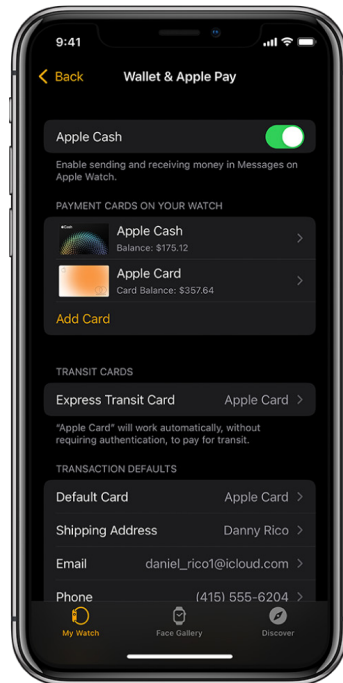 9:41
Back
Wallet & Apple Pay
Apple Cash
Enable sending and receiving money in Messages on
Apple Watch.
PAYMENT CARDS ON YOUR WATCH
Apple Cash
Balance: $175.12
Apple Card
Card Balance: $357.64
Add Card
TRANSIT CARDS
Express Transit Card Apple Card
"Apple Card" will work automatically, without
requiring authentication, to pay for transit.
TRANSACTION DEFAULTS
Default Card Apple Card
Shipping Address Danny Rico
Email daniel_rico1@icloud.com
Phone (415) 555-6204
My Watch Face Gallery Discover